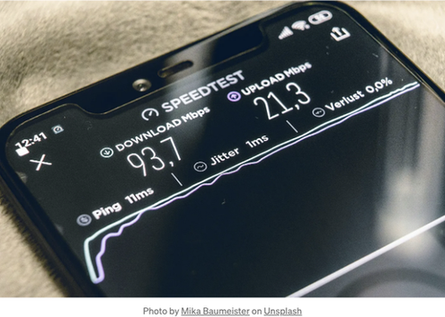 12:41
SPEEDTEST
DOWNLOAD Mbps
93,7
UPLOAD Mbps
21,3
Ping 11ms
Jitter 1ms
Verlust 0,0%
Photo by Mika Baumeister on Unsplash